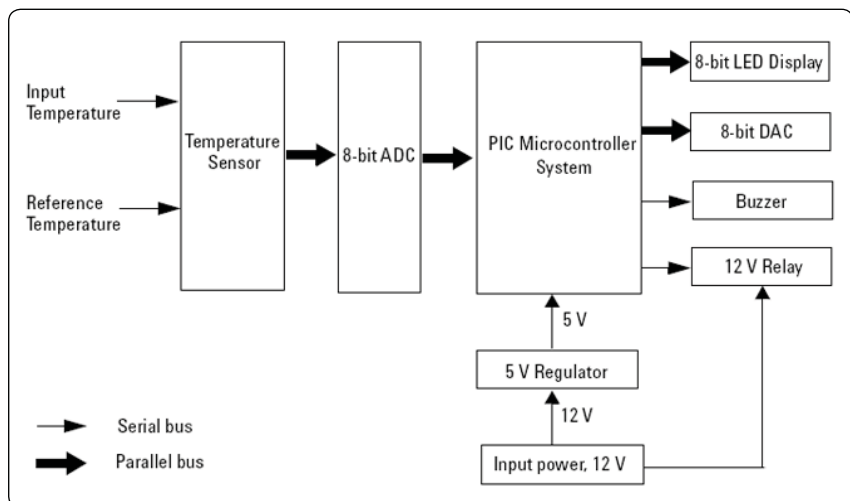 Input
Temperature
Reference
Temperature
Temperature
Sensor
8-bit ADC
PIC Microcontroller
System
8-bit LED Display
8-bit DAC
Buzzer
12 V Relay
5 V
5 V Regulator
12 V
Input power, 12 V
Serial bus
Parallel bus